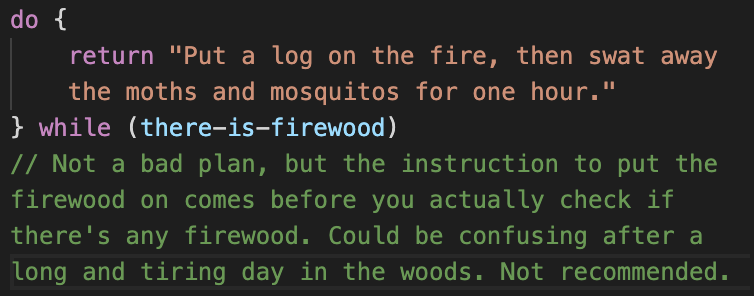 do {
    return "Put a log on the fire, then swat away
    the moths and mosquitos for one hour."
} while (there-is-firewood)
// Not a bad plan, but the instruction to put the
firewood on comes before you actually check if
there's any firewood. Could be confusing after a
long and tiring day in the woods. Not recommended.